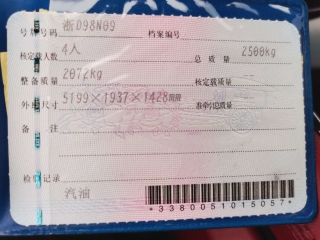 号牌号码 浙D98N09 档案编号
核定载人数 4人 总质量 2500kg
整备质量 2072kg 核定载质量
外廓尺寸 5199×1937×1428mm 准牵引总质量
备注
检验记录
汽油
*3380051015057*